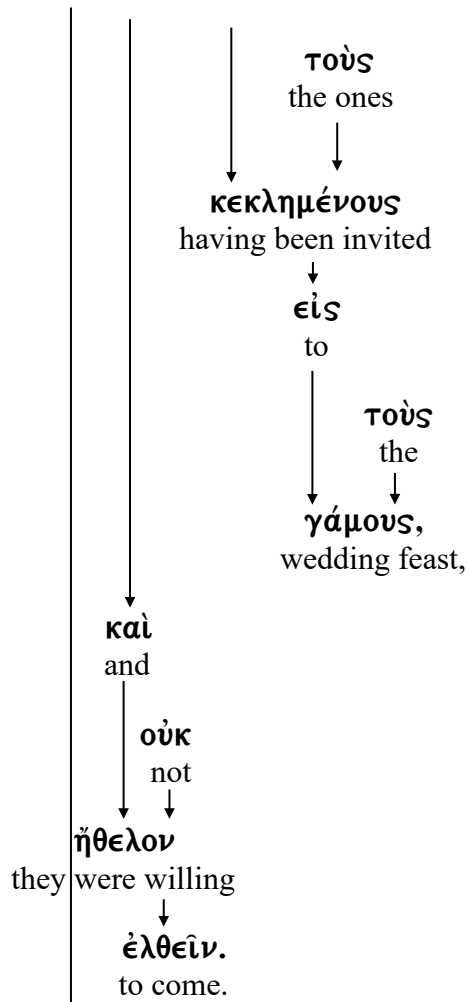 τοὺς
the ones
κεκλημένους
having been invited
εἰς
to
τοὺς
the
γάμους,
wedding feast,
καὶ
and
οὐκ
not
ἤθελον
they were willing
ἐλθεῖν.
to come.